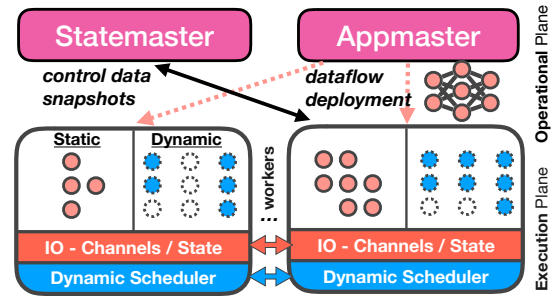 Statemaster
Appmaster
control data
snapshots
dataflow
deployment
Operational Plane
Static
Dynamic
... workers
IO - Channels / State
Dynamic Scheduler
IO - Channels / State
Dynamic Scheduler
Execution Plane